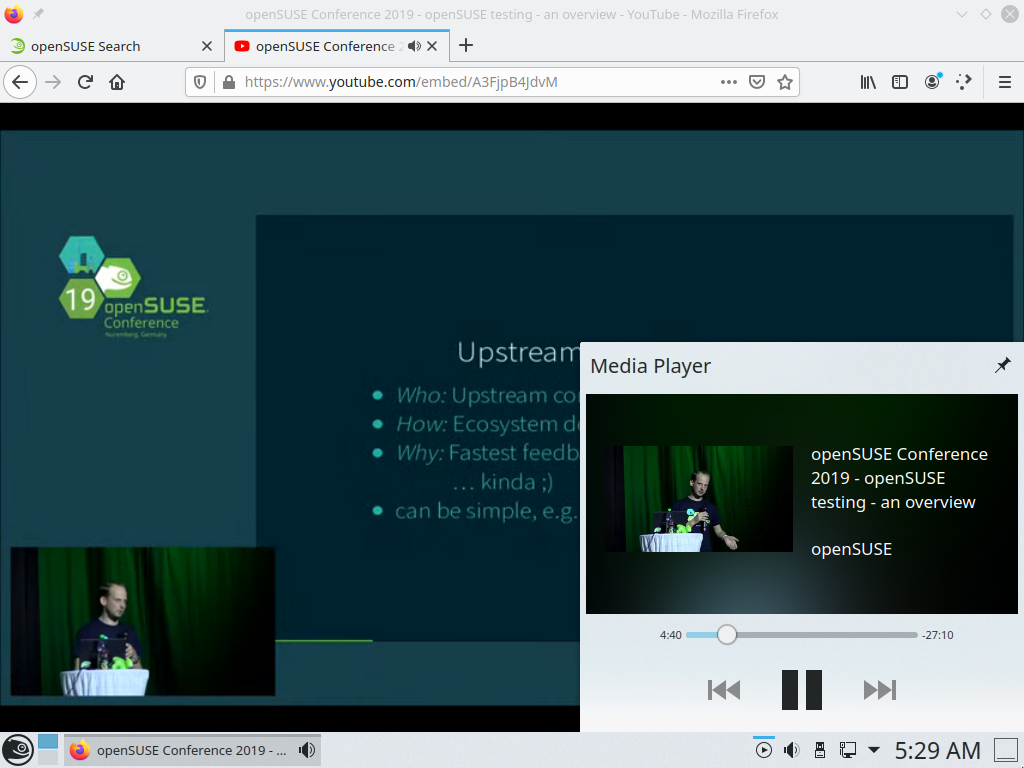 openSUSE Conference 2019 - openSUSE testing - an overview - YouTube - Mozilla Firefox
openSUSE Search
openSUSE Conference 2
https://www.youtube.com/embed/A3FjpB4JdvM
19
openSUSE
Conference
Nuremberg, Germany
Upstream
Who: Upstream co
How: Ecosystem d
Why: Fastest feedb
… kinda ;)
can be simple, e.g.
Media Player
openSUSE Conference
2019 - openSUSE
testing - an overview
openSUSE
4:40
-27:10
openSUSE Conference 2019 - ...
5:29 AM